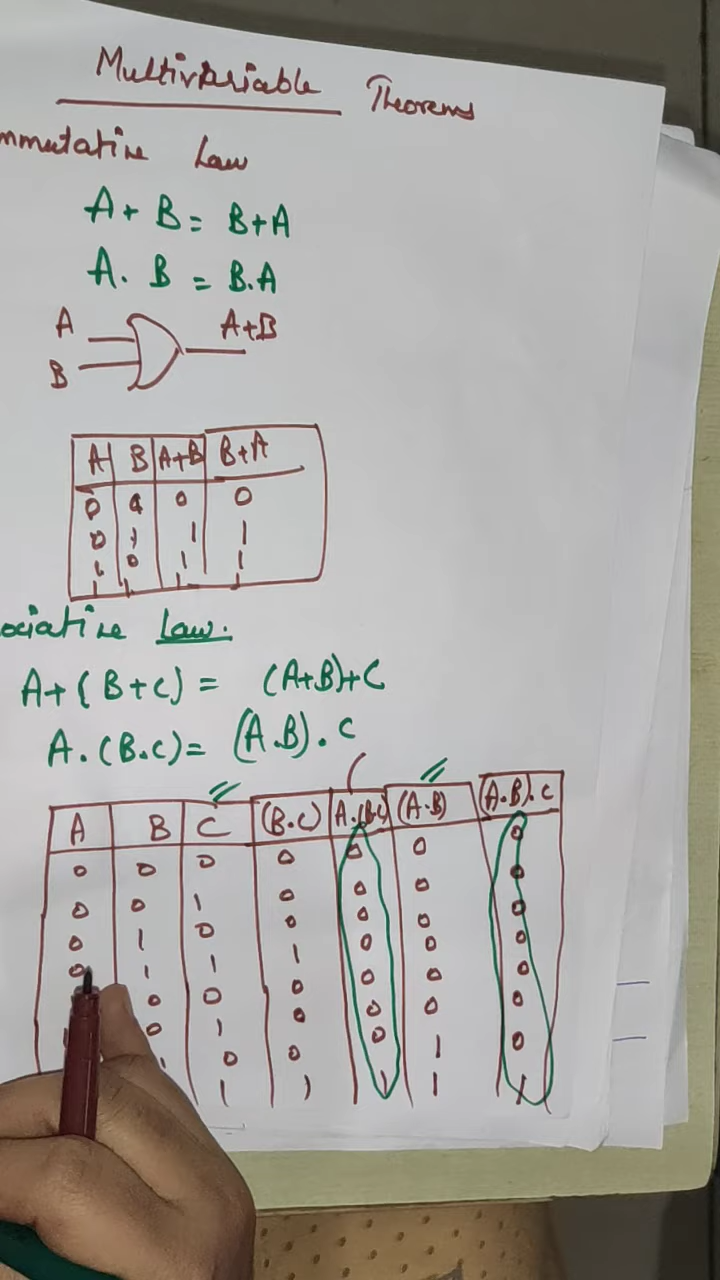 Multivariable Theorems
mmutative Law
A + B = B+A
A . B = B.A
A
A+B
B
A B A+B B+A
0 0 0 0
0 1 1 1
1 0 1 1
1 1 1 1
ociative Law.
A+(B+C) = (A+B)+C
A.(B.C)= (A.B).C
A B C (B.C) A.(B.C) (A.B) (A.B).C
0 0 0 0 0 0 0
0 0 1 0 0 0 0
0 1 0 0 0 0 0
0 1 1 1 0 0 0
0 0 0 0 0 0
0 1 0 0 0 0
1 0 0 0 1 0
1 1 1 1 1